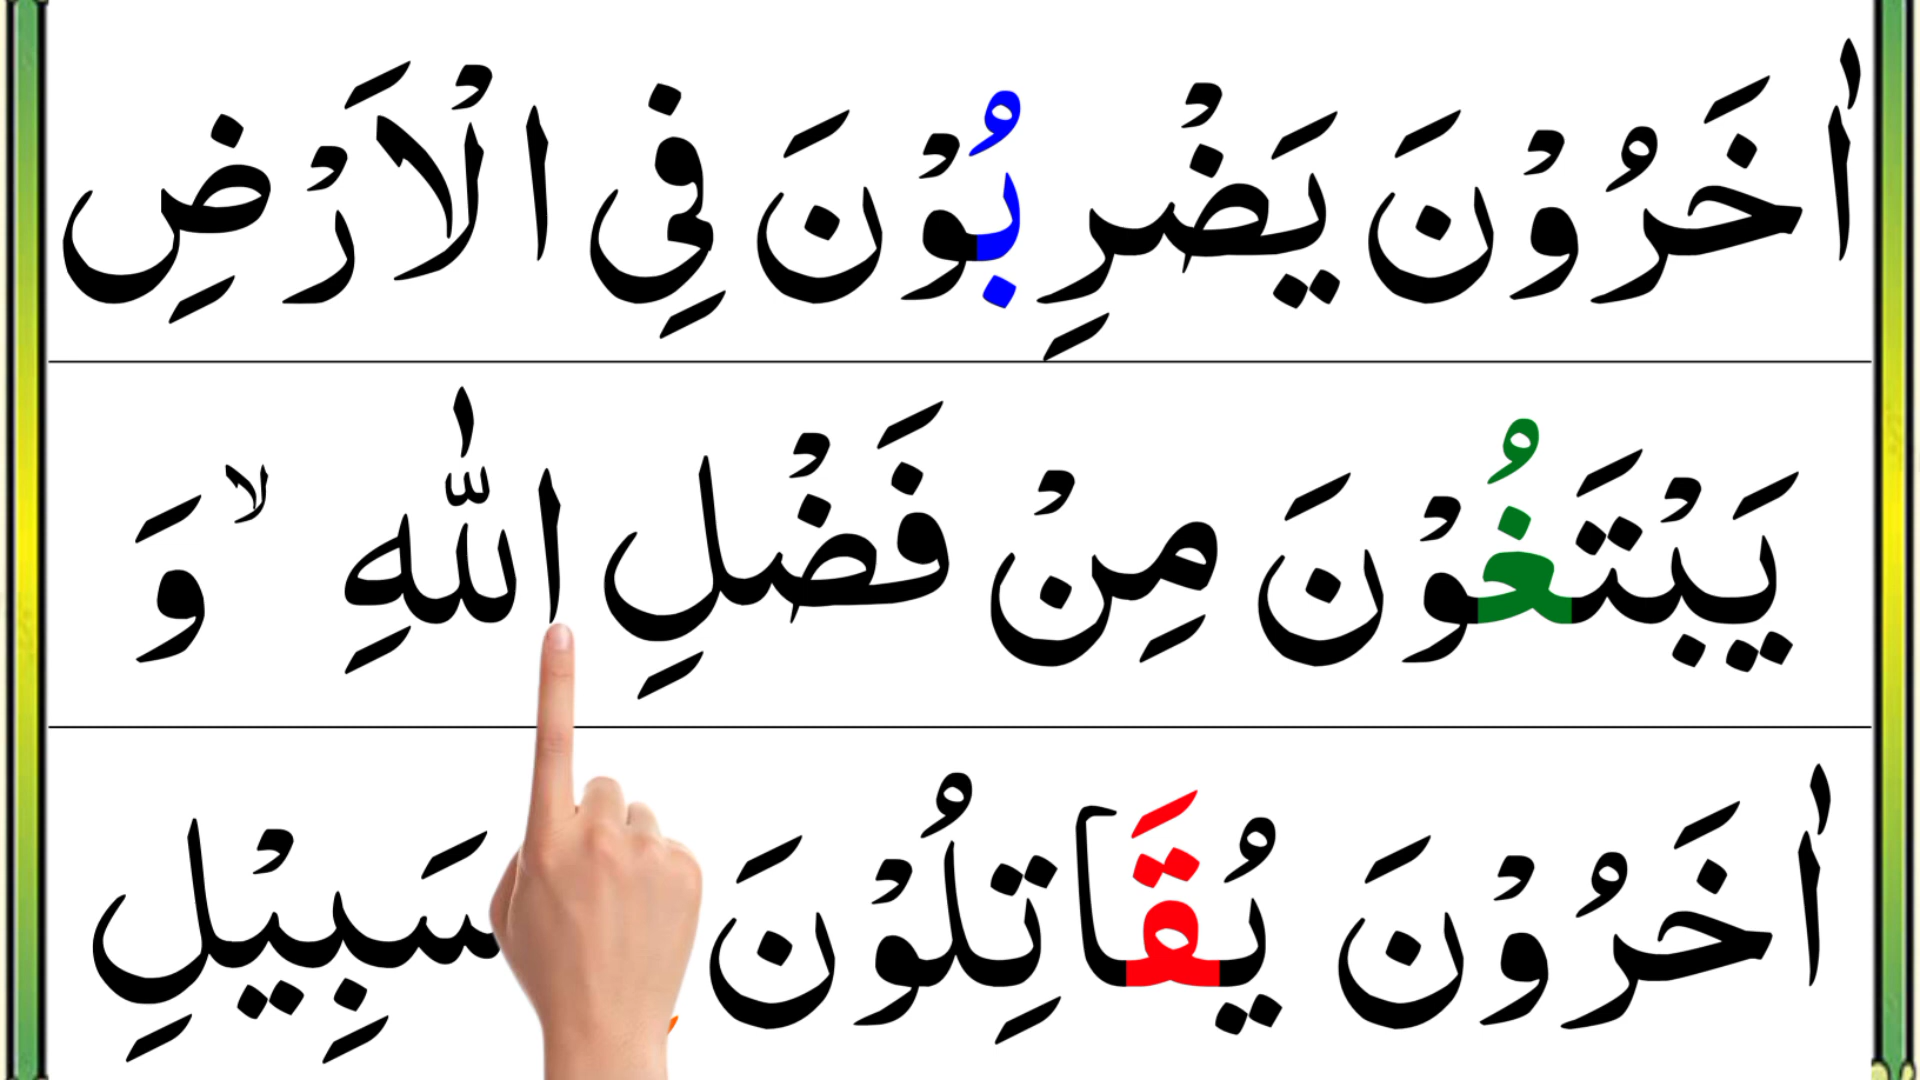 اٰخَرُوْنَ يَضْرِبُوْنَ فِي الْاَرْضِ
يَبْتَغُوْنَ مِنْ فَضْلِ اللّٰهِ ۙ وَ
اٰخَرُوْنَ يُقَاتِلُوْنَ سَبِيْلِ